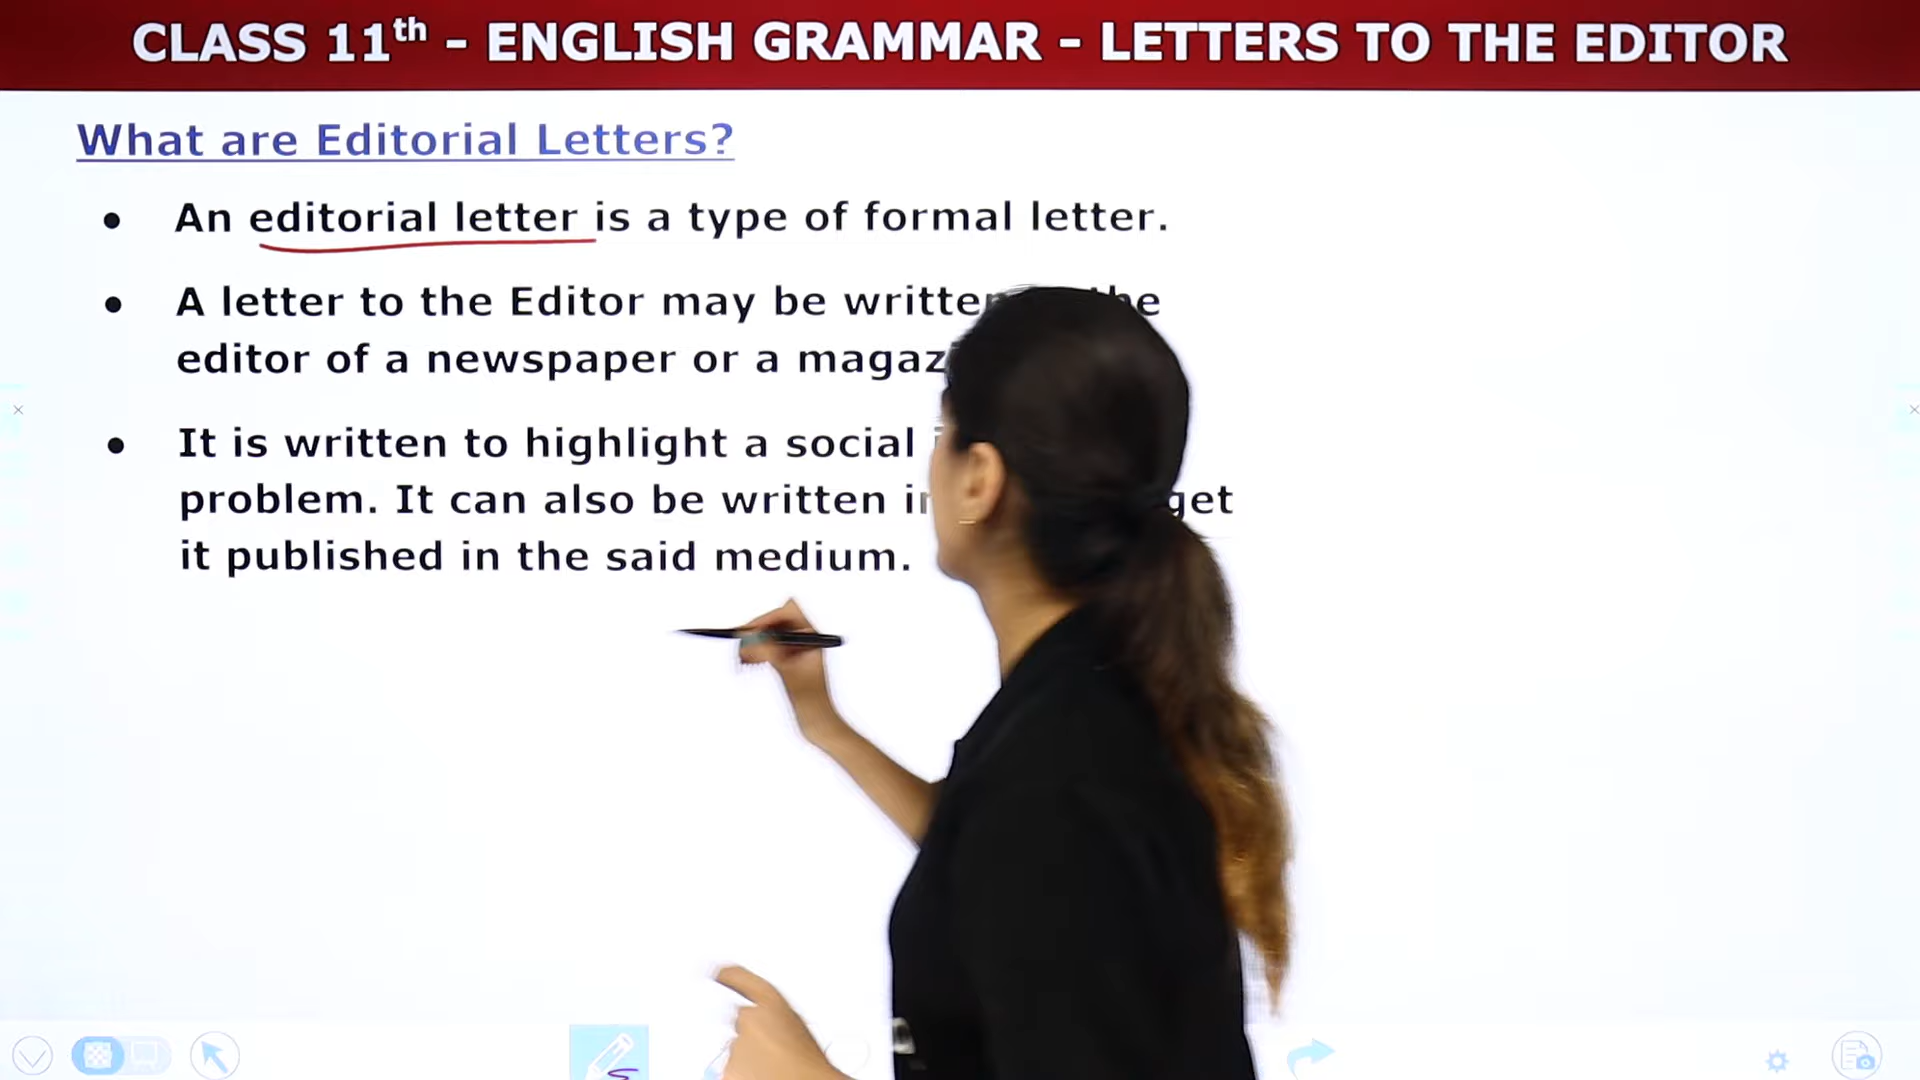 CLASS 11th - ENGLISH GRAMMAR - LETTERS TO THE EDITOR
What are Editorial Letters?
• An editorial letter is a type of formal letter.
• A letter to the Editor may be written the
editor of a newspaper or a
• It is written to highlight a social
problem. It can also be written get
it published in the said medium.